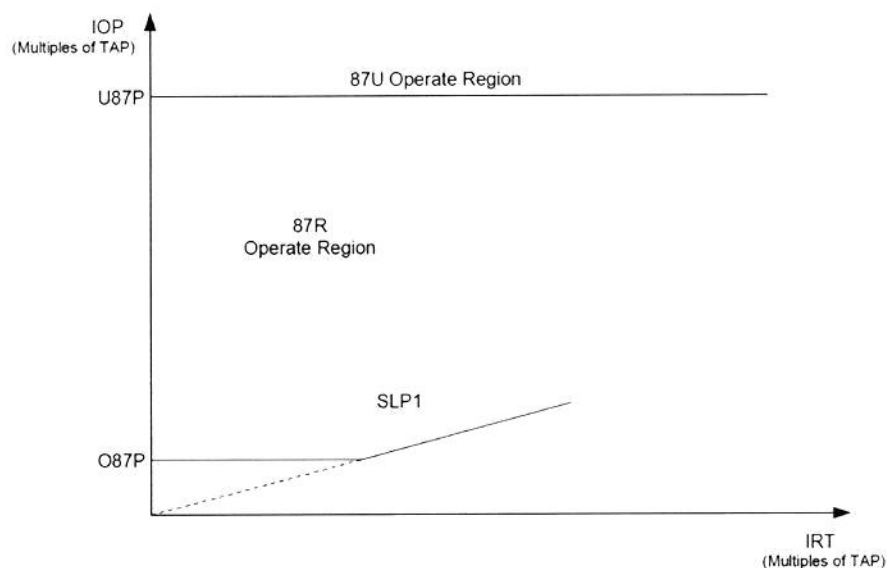 IOP
(Multiples of TAP)
87U Operate Region
U87P
87R
Operate Region
SLP1
O87P
IRT
(Multiples of TAP)